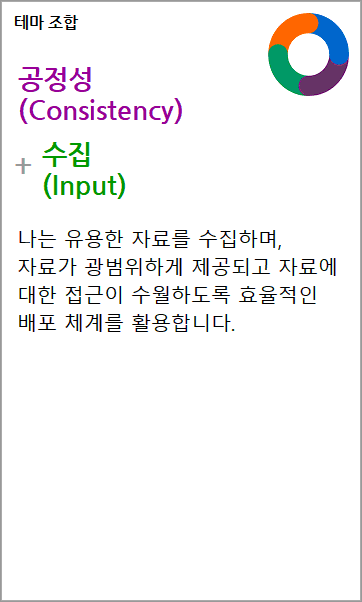 테마 조합
공정성
(Consistency)
+ 수집
(Input)
나는 유용한 자료를 수집하며,
자료가 광범위하게 제공되고 자료에
대한 접근이 수월하도록 효율적인
배포 체계를 활용합니다.